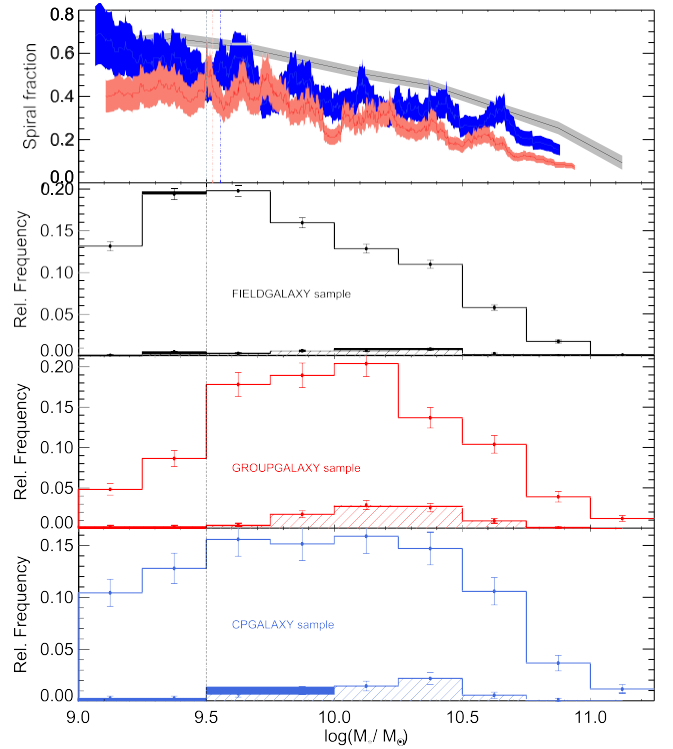 0.8
0.6
0.4
0.2
0.0
Spiral fraction
0.20
0.15
0.10
0.05
0.00
Rel. Frequency
FIELDGALAXY sample
0.20
0.15
0.10
0.05
0.00
Rel. Frequency
GROUPGALAXY sample
0.15
0.10
0.05
0.00
Rel. Frequency
CPGALAXY sample
9.0 9.5 10.0 10.5 11.0
log(M*/ M⊙)